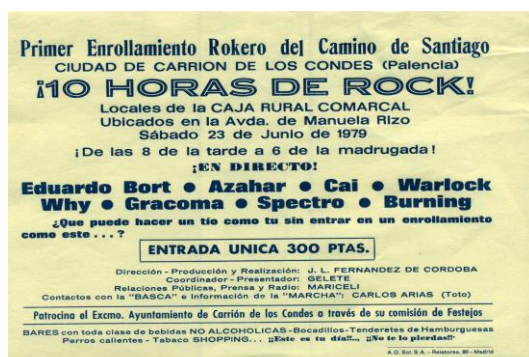 Primer Enrollamiento Rokero del Camino de Santiago
CIUDAD DE CARRION DE LOS CONDES (Palencia)
¡10 HORAS DE ROCK!
Locales de la CAJA RURAL COMARCAL
Ubicados en la Avda. de Manuela Rizo
Sábado 23 de Junio de 1979
¡De las 8 de la tarde a 6 de la madrugada!
¡EN DIRECTO!
Eduardo Bort ● Azahar ● Cai ● Warlock
Why ● Gracoma ● Spectro ● Burning
¿Que puede hacer un tío como tu sin entrar en un enrollamiento
como este...?
ENTRADA UNICA 300 PTAS.
Dirección - Producción y Realización: J. L. FERNANDEZ DE CORDOBA
Coordinador - Presentador: GELETE
Relaciones Públicas, Prensa y Radio: MARICELI
Contactos con la "BASCA" e Información de la "MARCHA": CARLOS ARIAS (Toto)
Patrocina el Excmo. Ayuntamiento de Carrión de los Condes a través de su comisión de Festejos
BARES con toda clase de bebidas NO ALCOHOLICAS - Bocadillos - Tenderetes de Hamburguesas
Perros calientes - Tabaco SHOPPING... ¡¡Este es tu día!!., ¡¡No te lo pierdas!!
A.G. Sol, S.A. - Relatores, 20 - Madrid